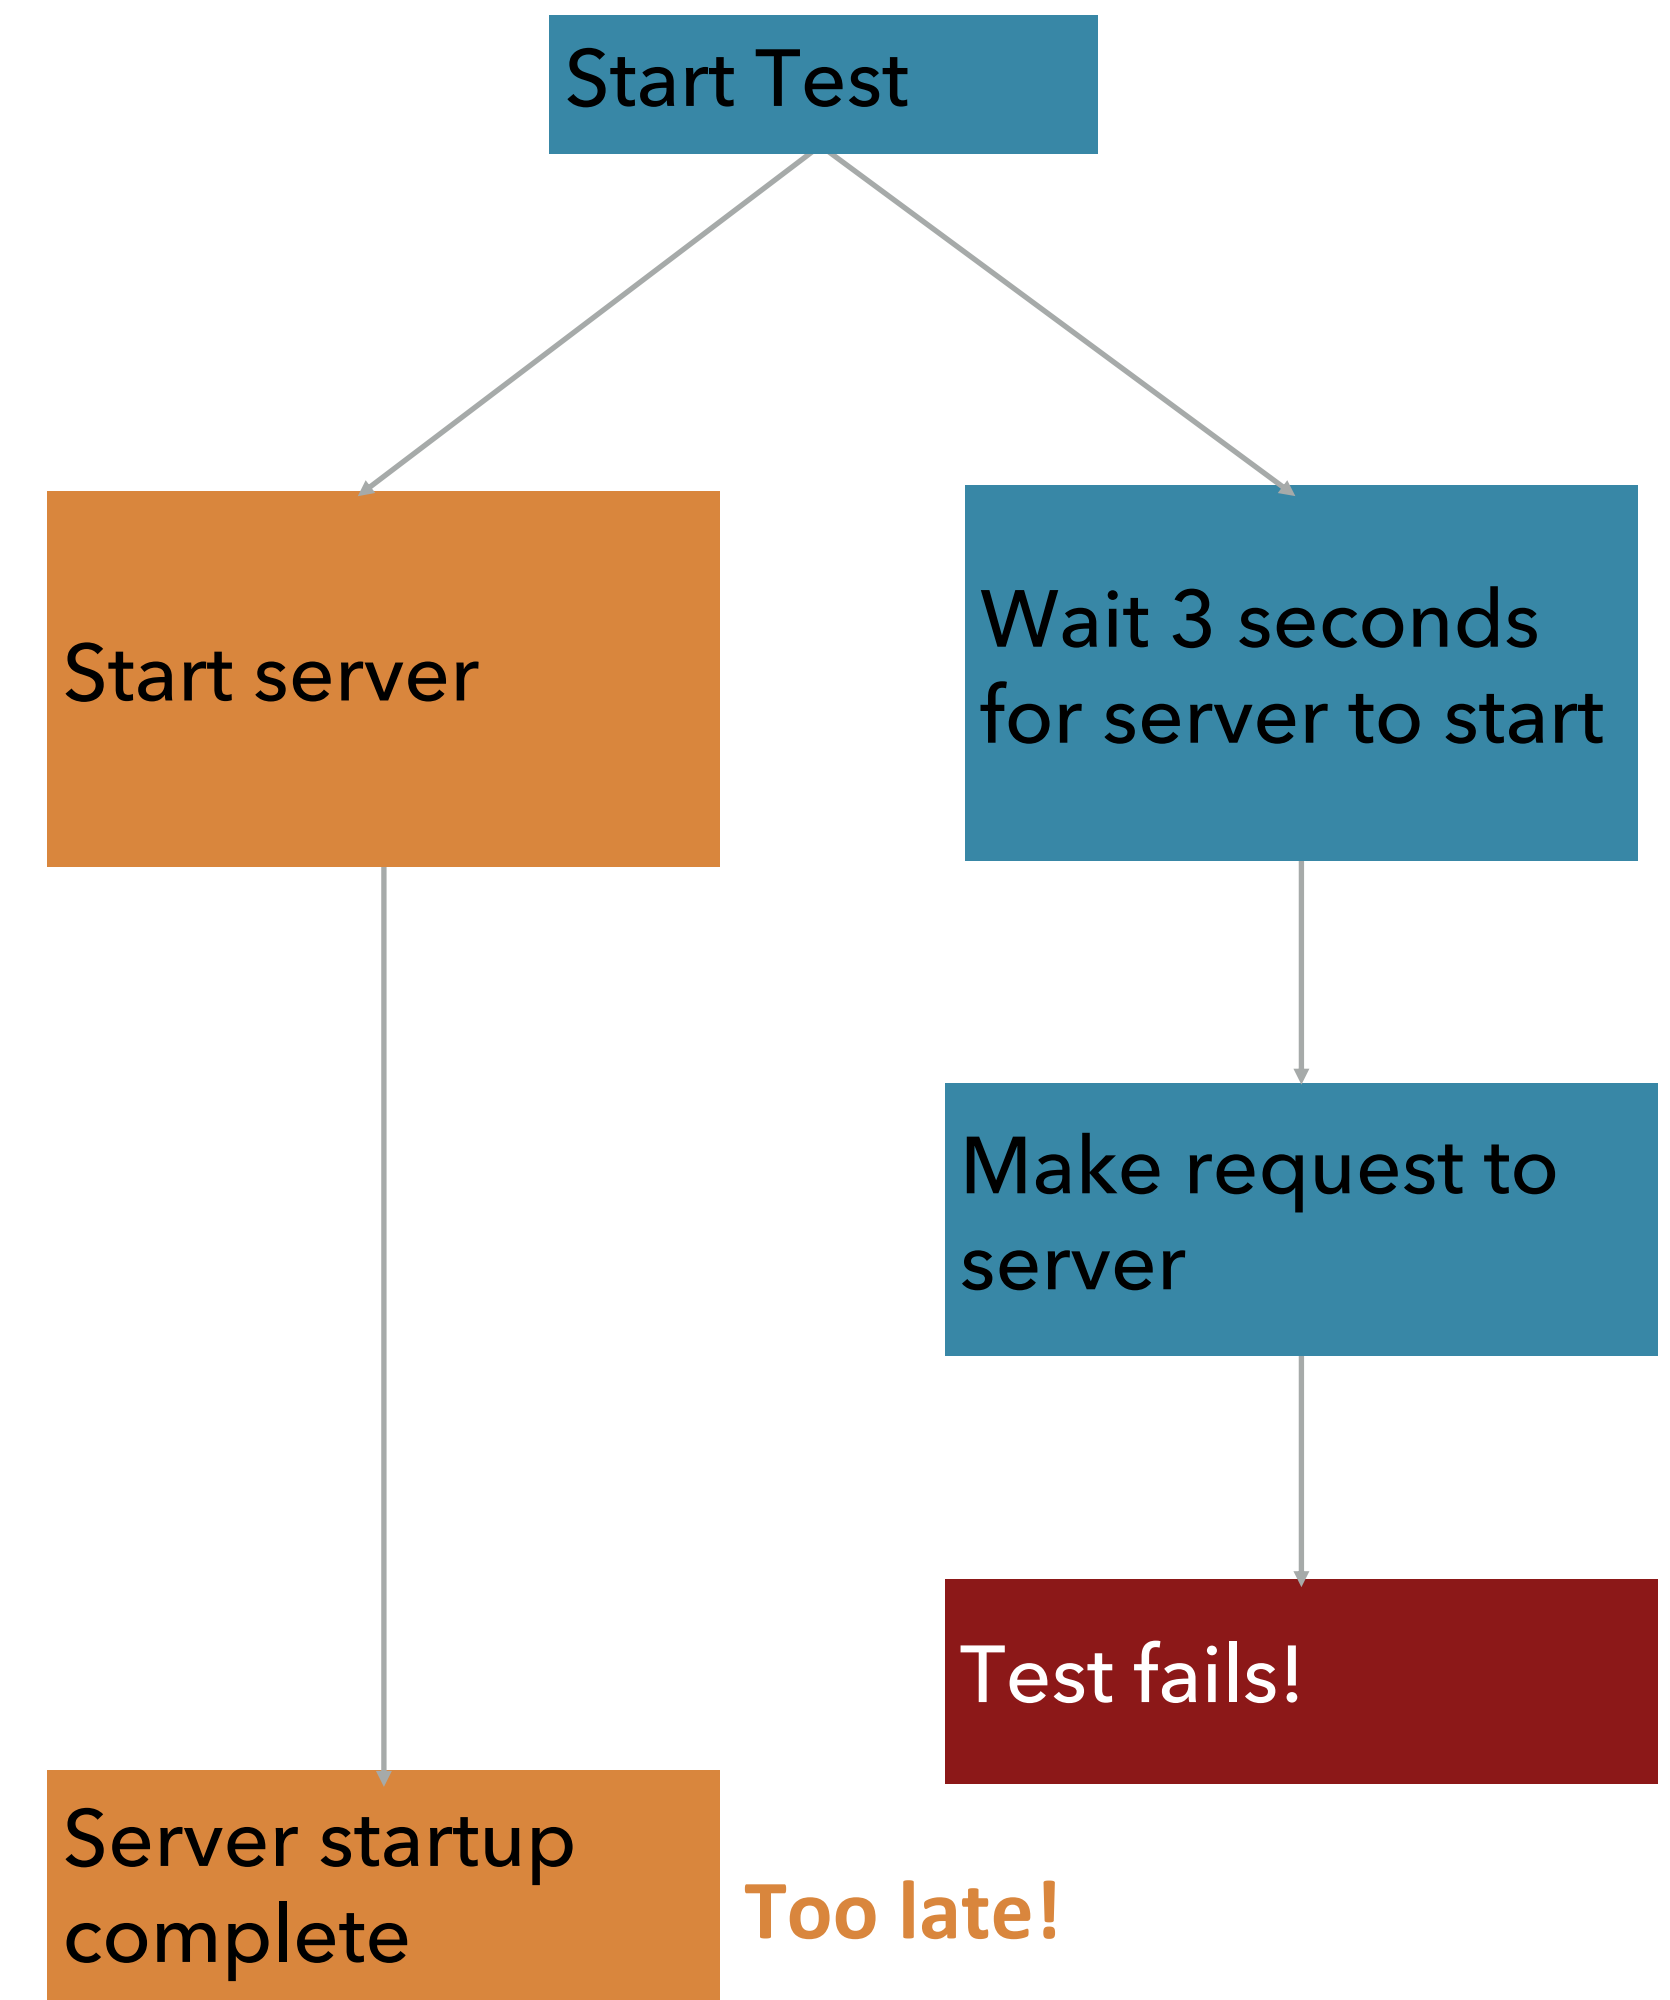 Start Test
Start server
Wait 3 seconds
for server to start
Make request to
server
Test fails!
Server startup
complete
Too late!